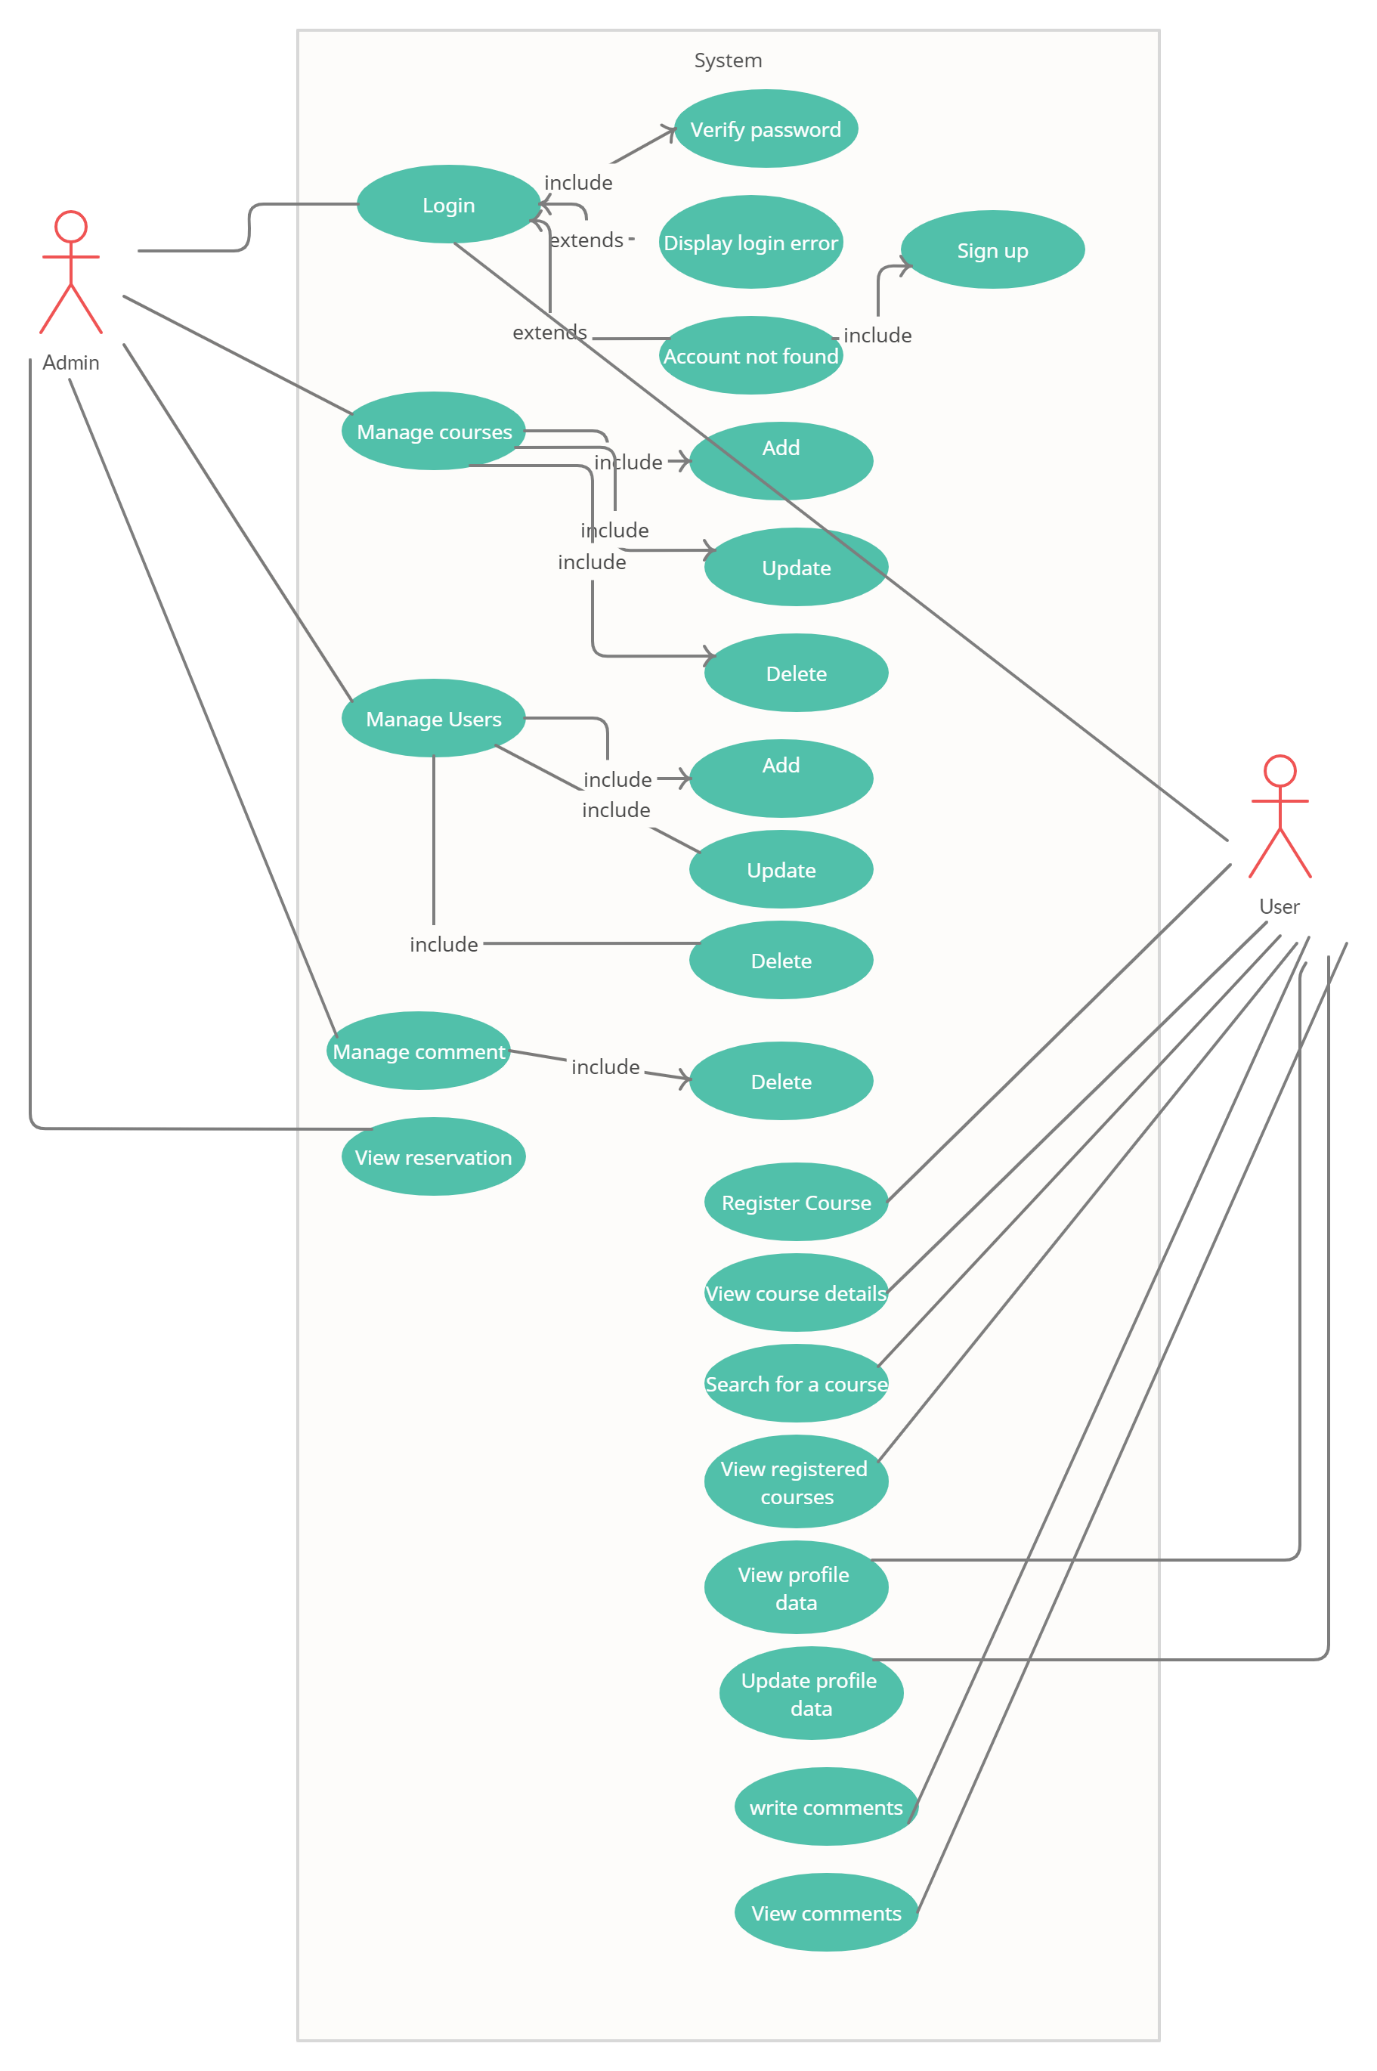 System
Verify password
include
Login
extends
Display login error
Sign up
extends
include
Account not found
Admin
Manage courses
Add
include
include
include
Update
Delete
Manage Users
Add
include
include
Update
User
include
Delete
Manage comment
include
Delete
View reservation
Register Course
View course details
Search for a course
View registered
courses
View profile
data
Update profile
data
write comments
View comments